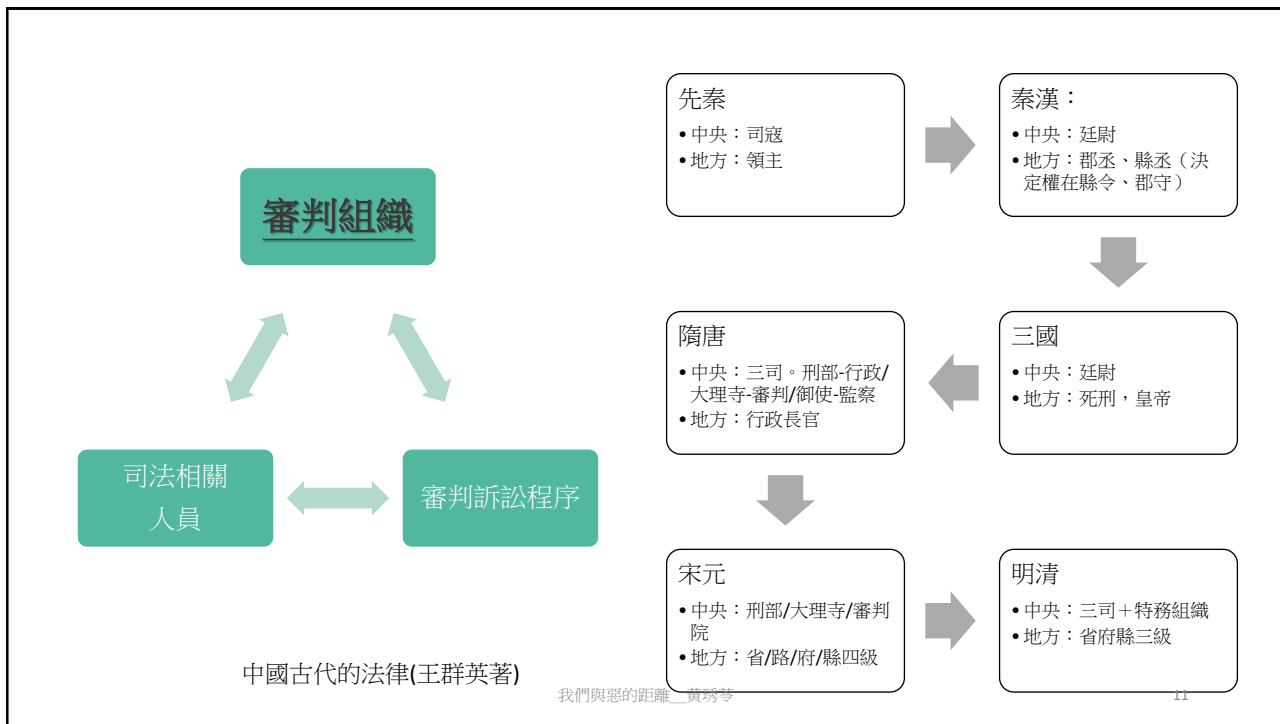 審判組織
司法相關
人員
審判訴訟程序
中國古代的法律(王群英著)
先秦
•中央：司寇
•地方：領主
秦漢：
•中央：廷尉
•地方：郡丞、縣丞（決
定權在縣令、郡守）
三國
•中央：廷尉
•地方：死刑，皇帝
隋唐
•中央：三司。刑部-行政/
大理寺-審判/御使-監察
•地方：行政長官
宋元
•中央：刑部/大理寺/審判
院
•地方：省/路/府/縣四級
明清
•中央：三司＋特務組織
•地方：省府縣三級
我們與惡的距離__黃琇苓
11